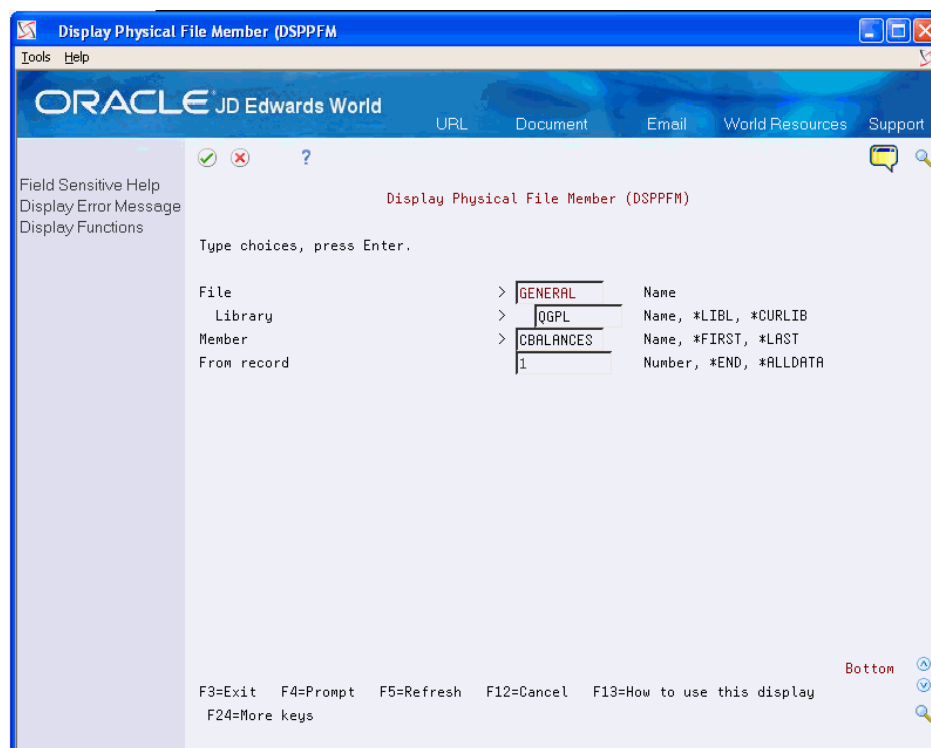 Display Physical File Member (DSPPFM
Tools Help
ORACLE JD Edwards World
URL Document Email World Resources Support
?
Field Sensitive Help
Display Error Message
Display Functions
Display Physical File Member (DSPPFM)
Type choices, press Enter.
File > GENERAL Name
Library > QGPL Name, *LIBL, *CURLIB
Member > CBALANCES Name, *FIRST, *LAST
From record 1 Number, *END, *ALLDATA
Bottom
F3=Exit F4=Prompt F5=Refresh F12=Cancel F13=How to use this display
F24=More keys